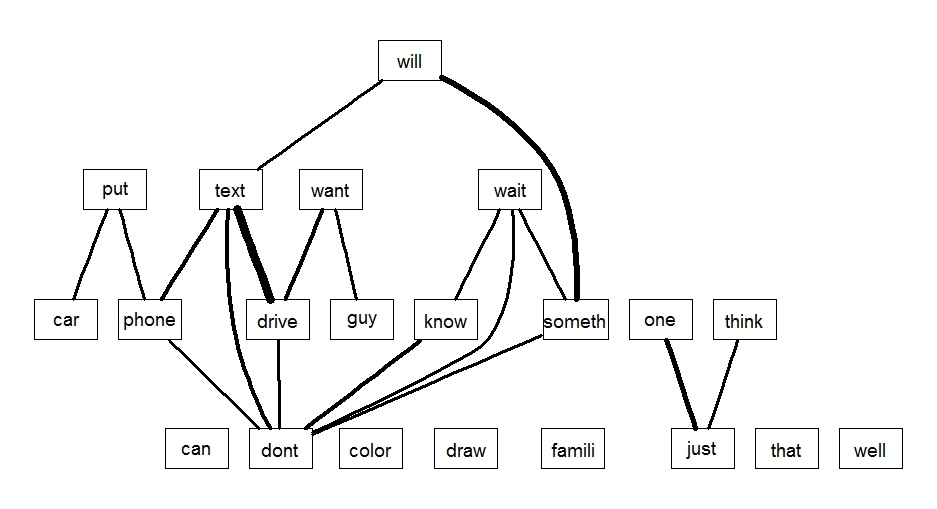 will
put text want wait
car phone drive guy know someth one think
can dont color draw famili just that well